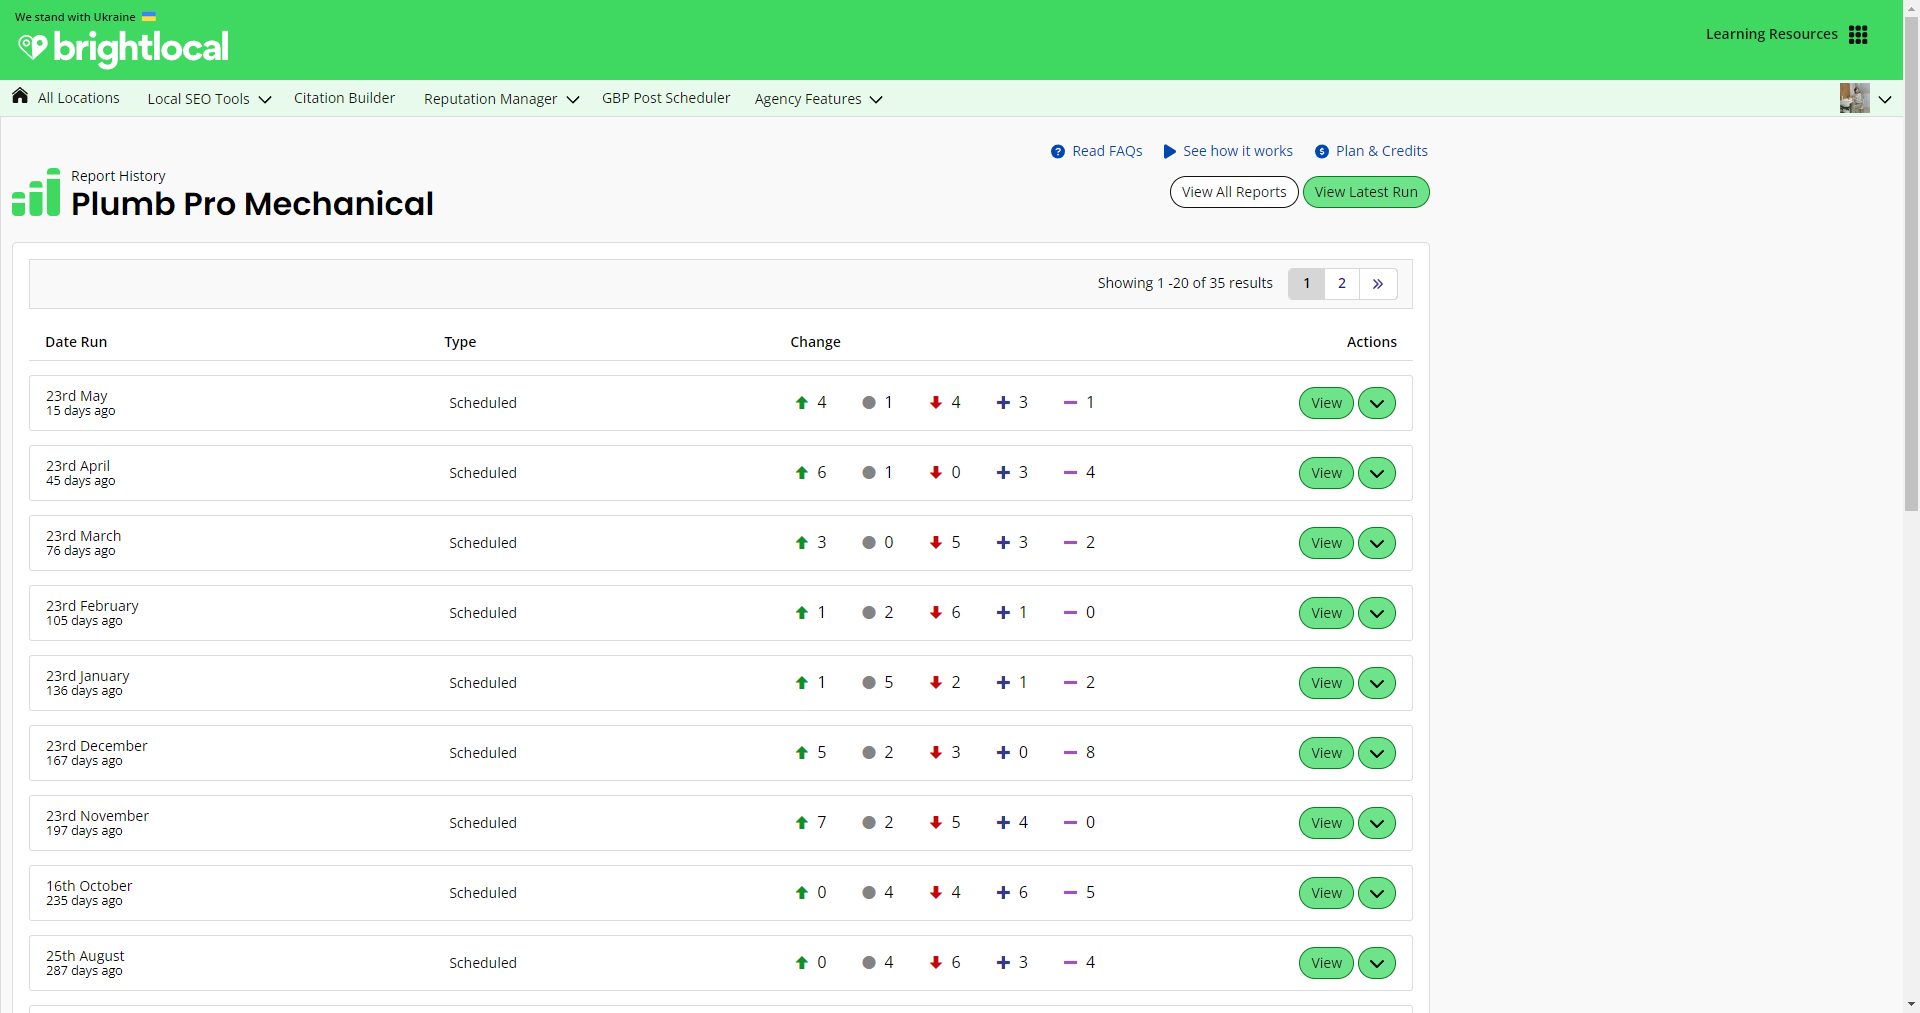 We stand with Ukraine
brightlocal
Learning Resources
All Locations Local SEO Tools Citation Builder Reputation Manager GBP Post Scheduler Agency Features
Read FAQs See how it works Plan & Credits
Report History
Plumb Pro Mechanical
View All Reports View Latest Run
Showing 1 -20 of 35 results 1 2 »
Date Run Type Change Actions
23rd May
15 days ago
Scheduled 4 1 4 3 1 View
23rd April
45 days ago
Scheduled 6 1 0 3 4 View
23rd March
76 days ago
Scheduled 3 0 5 3 2 View
23rd February
105 days ago
Scheduled 1 2 6 1 0 View
23rd January
136 days ago
Scheduled 1 5 2 1 2 View
23rd December
167 days ago
Scheduled 5 2 3 0 8 View
23rd November
197 days ago
Scheduled 7 2 5 4 0 View
16th October
235 days ago
Scheduled 0 4 4 6 5 View
25th August
287 days ago
Scheduled 0 4 6 3 4 View